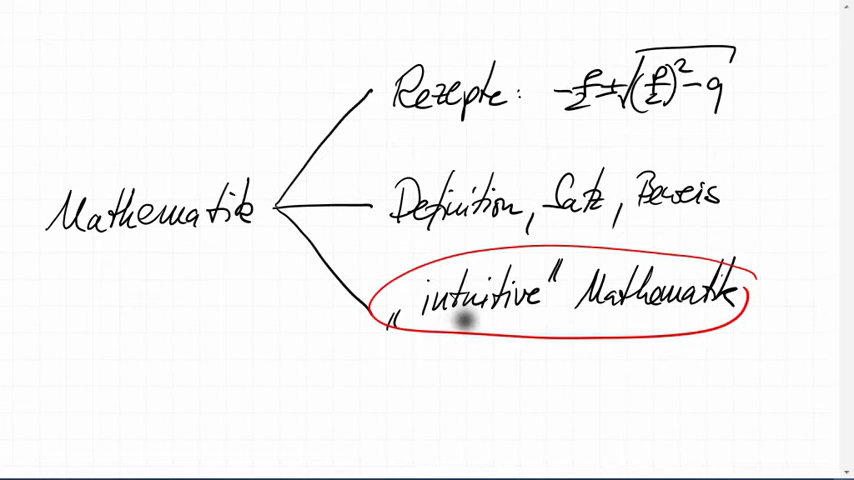 Rezepte: -p/2 ± √((p/2)² - q)
Mathematik
Definition, Satz, Beweis
„intuitive“ Mathematik